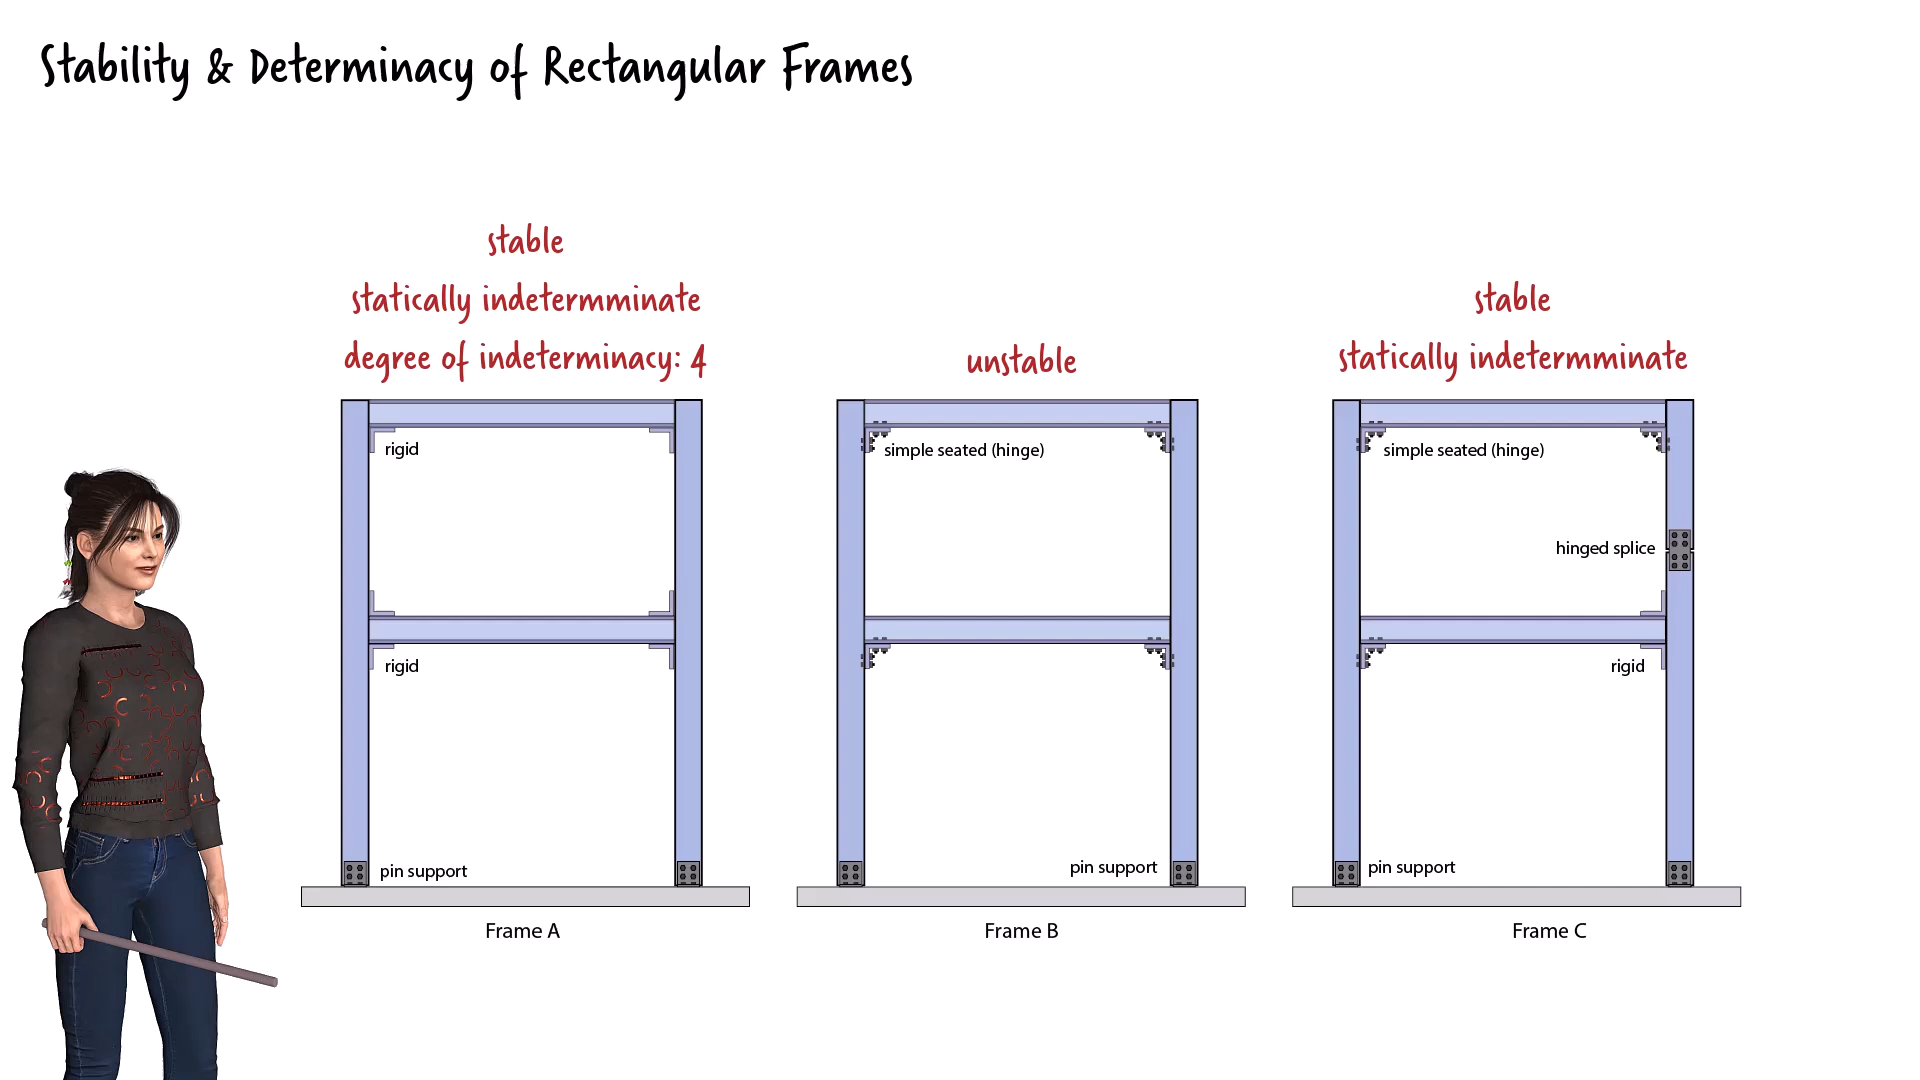 Stability & Determinacy of Rectangular Frames
stable
statically indetermminate
degree of indeterminacy: 4
rigid
rigid
pin support
Frame A
unstable
simple seated (hinge)
pin support
Frame B
stable
statically indetermminate
simple seated (hinge)
hinged splice
rigid
pin support
Frame C